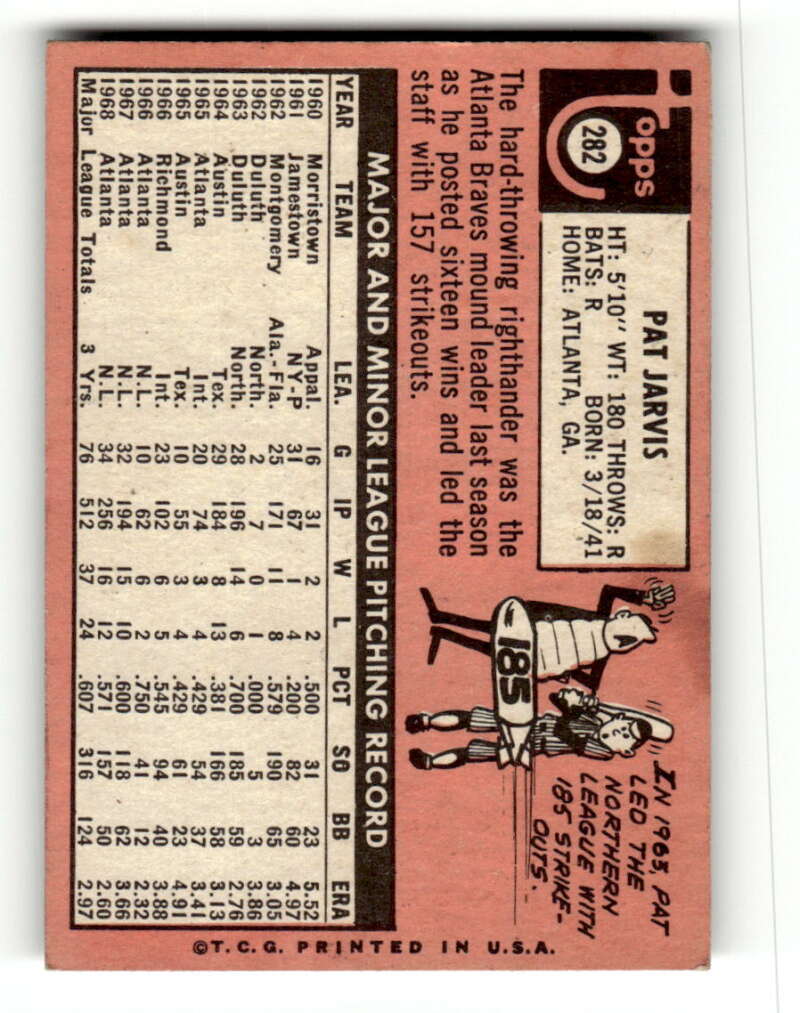 Topps
282
PAT JARVIS
HT: 5'10" WT: 180 THROWS: R
BATS: R BORN: 3/18/41
HOME: ATLANTA, GA.
The hard-throwing righthander was the
Atlanta Braves mound leader last season
as he posted sixteen wins and led the
staff with 157 strikeouts.
185
IN 1963, PAT
LED THE
NORTHERN
LEAGUE WITH
185 STRIKE-
OUTS.
MAJOR AND MINOR LEAGUE PITCHING RECORD
YEAR TEAM LEA. G IP W L PCT SO BB ERA
1960 Morristown Appal. 16 31 2 2 .500 31 23 5.52
1961 Jamestown NY-P 31 67 1 4 .200 82 60 4.97
1962 Montgomery Ala.-Fla. 25 171 11 8 .579 190 65 3.05
1962 Duluth North. 2 7 0 1 .000 5 3 3.86
1963 Duluth North. 28 196 14 6 .700 185 59 2.76
1964 Austin Tex. 29 184 8 13 .381 166 58 3.13
1965 Atlanta Int. 20 74 3 4 .429 54 37 3.41
1965 Austin Tex. 10 55 3 4 .429 61 23 4.91
1966 Richmond Int. 23 102 6 5 .545 94 40 3.88
1966 Atlanta N.L. 10 62 6 2 .750 41 12 2.32
1967 Atlanta N.L. 32 194 15 10 .600 118 62 3.66
1968 Atlanta N.L. 34 256 16 12 .571 157 50 2.60
Major League Totals 3 Yrs. 76 512 37 24 .607 316 124 2.97
©T.C.G. PRINTED IN U.S.A.